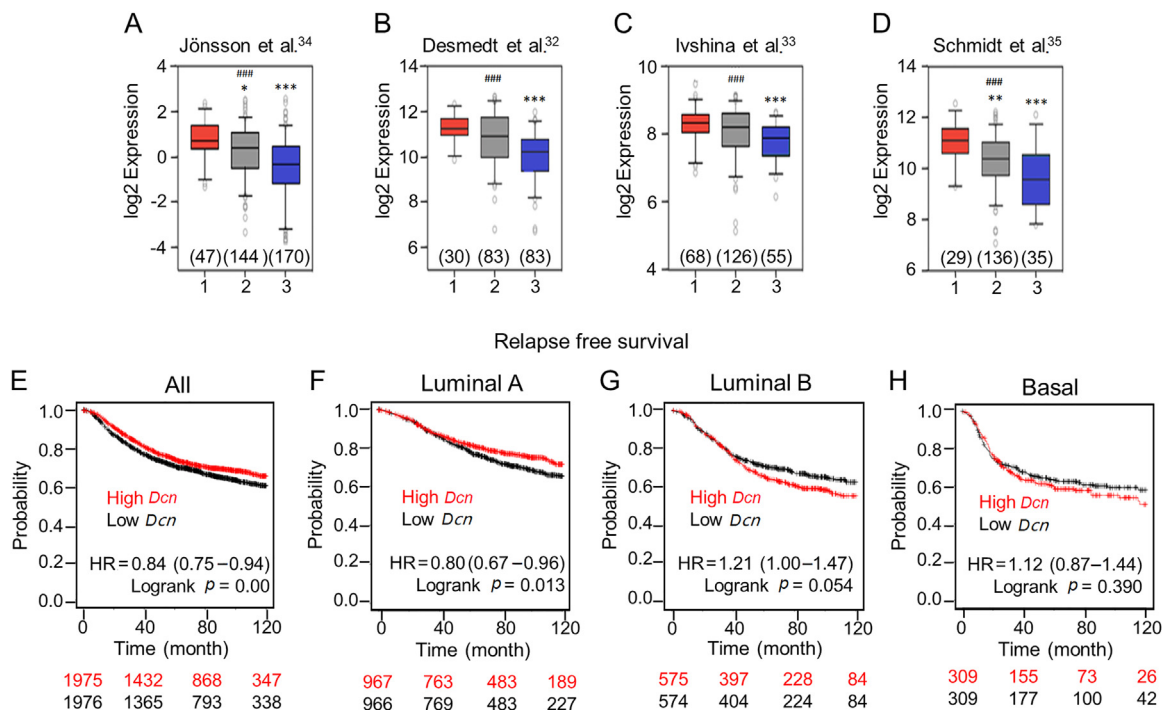 A
Jönsson et al.34
log2 Expression
4
2
0
-2
-4
###
*
***
(47)
(144)
(170)
1
2
3
B
Desmedt et al.32
log2 Expression
14
12
10
8
6
###
***
(30)
(83)
(83)
1
2
3
C
Ivshina et al.33
log2 Expression
10
8
6
4
###
***
(68)
(126)
(55)
1
2
3
D
Schmidt et al.35
log2 Expression
14
12
10
8
6
###
**
***
(29)
(136)
(35)
1
2
3
Relapse free survival
E
All
Probability
1.0
0.8
0.6
0.4
0.2
0.0
High Dcn
Low Dcn
HR=0.84 (0.75–0.94)
Logrank p = 0.00
0
40
80
120
Time (month)
1975 1432 868 347
1976 1365 793 338
F
Luminal A
Probability
1.0
0.8
0.6
0.4
0.2
0.0
High Dcn
Low Dcn
HR=0.80 (0.67–0.96)
Logrank p = 0.013
0
40
80
120
Time (month)
967 763 483 189
966 769 483 227
G
Luminal B
Probability
1.0
0.8
0.6
0.4
0.2
0.0
High Dcn
Low Dcn
HR=1.21 (1.00–1.47)
Logrank p = 0.054
0
40
80
120
Time (month)
575 397 228 84
574 404 224 84
H
Basal
Probability
1.0
0.8
0.6
0.4
0.2
0.0
High Dcn
Low Dcn
HR=1.12 (0.87–1.44)
Logrank p = 0.390
0
40
80
120
Time (month)
309 155 73 26
309 177 100 42